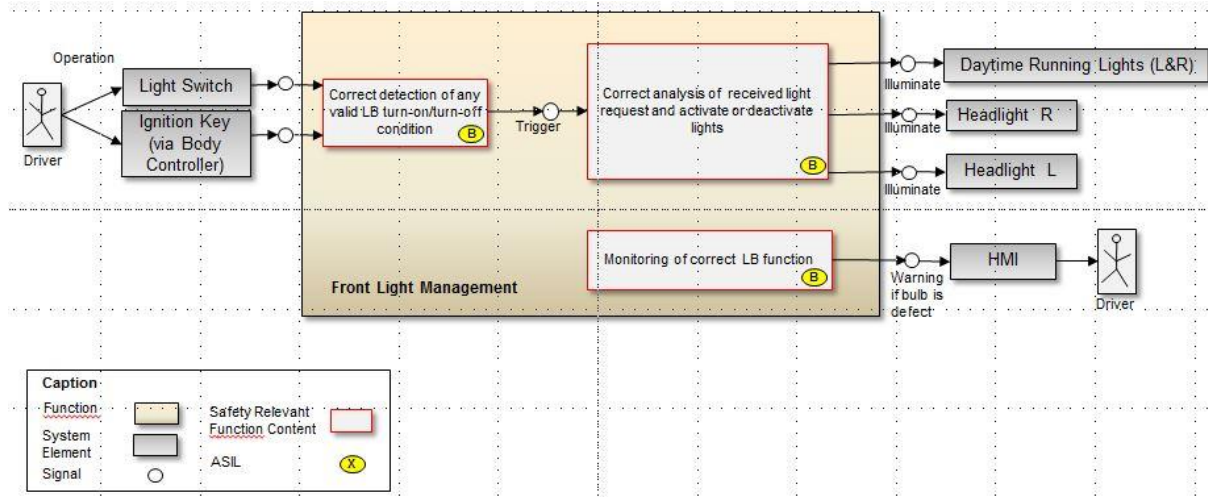 Operation
Light Switch
Ignition Key
(via Body
Controller)
Driver
Correct detection of any
valid LB turn-on/turn-off
condition
B
Trigger
Correct analysis of received light
request and activate or deactivate
lights
B
Illuminate
Daytime Running Lights (L&R)
Illuminate
Headlight R
Illuminate
Headlight L
Monitoring of correct LB function
B
Warning
if bulb is
defect
HMI
Driver
Front Light Management
Caption
Function
System
Element
Signal
Safety Relevant
Function Content
ASIL
X